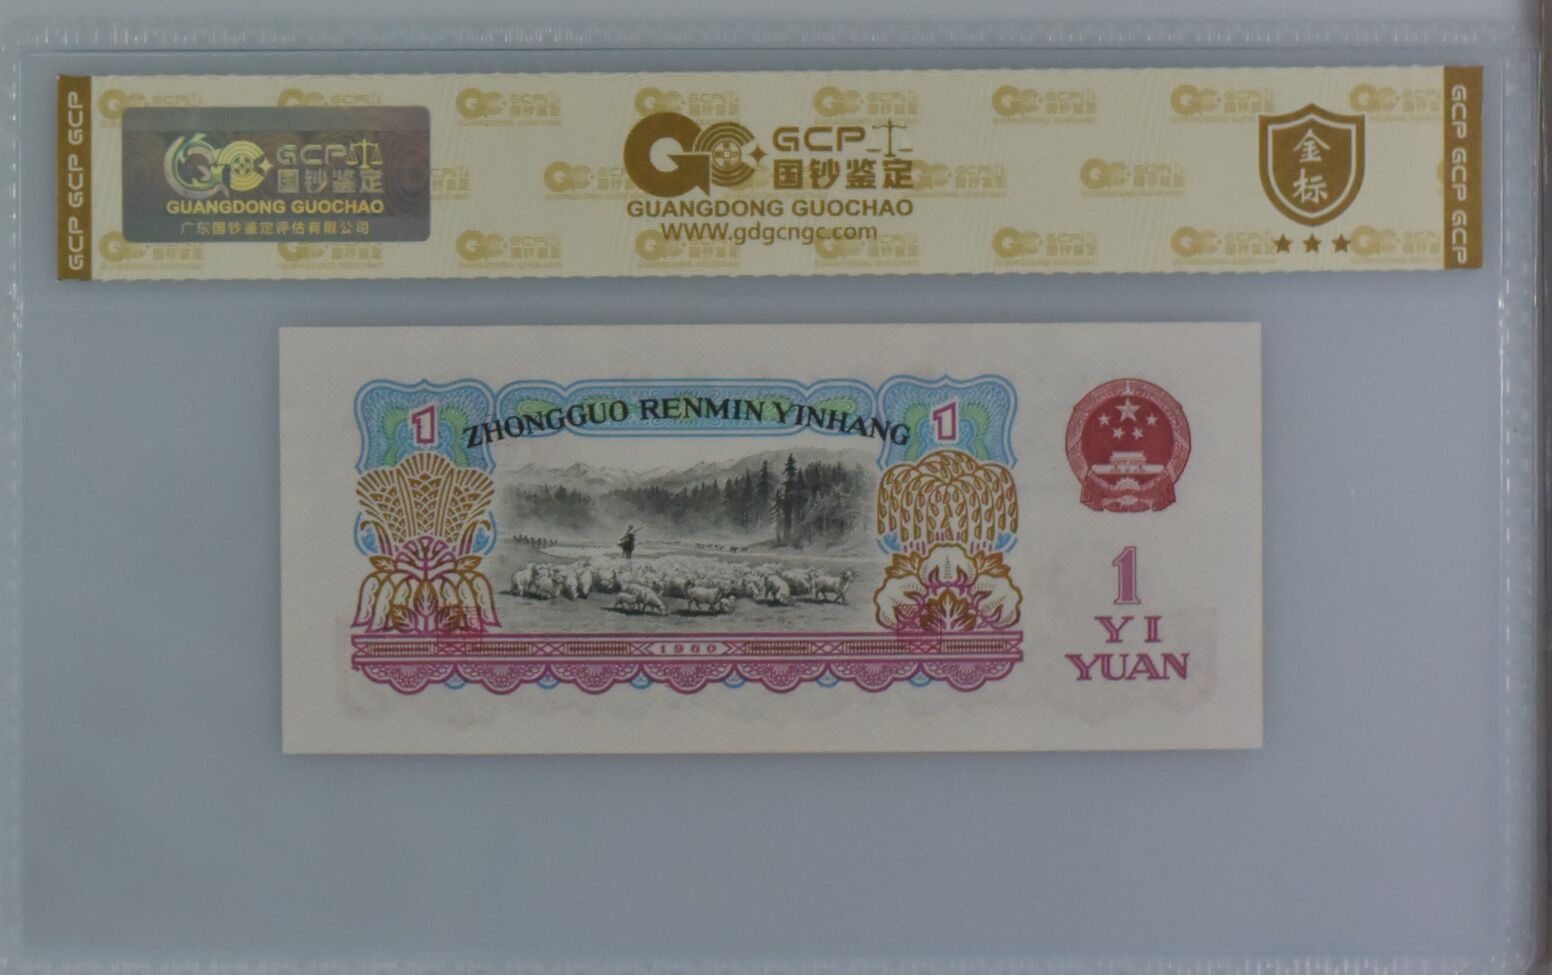 GCP GCP GCP
GCP
国钞鉴定
GUANGDONG GUOCHAO
广东国钞鉴定评估有限公司
GCP
国钞鉴定
GUANGDONG GUOCHAO
WWW.gdgcngc.com
金
标
GCP GCP GCP
1
ZHONGGUO RENMIN YINHANG
1
1960
1
YI
YUAN